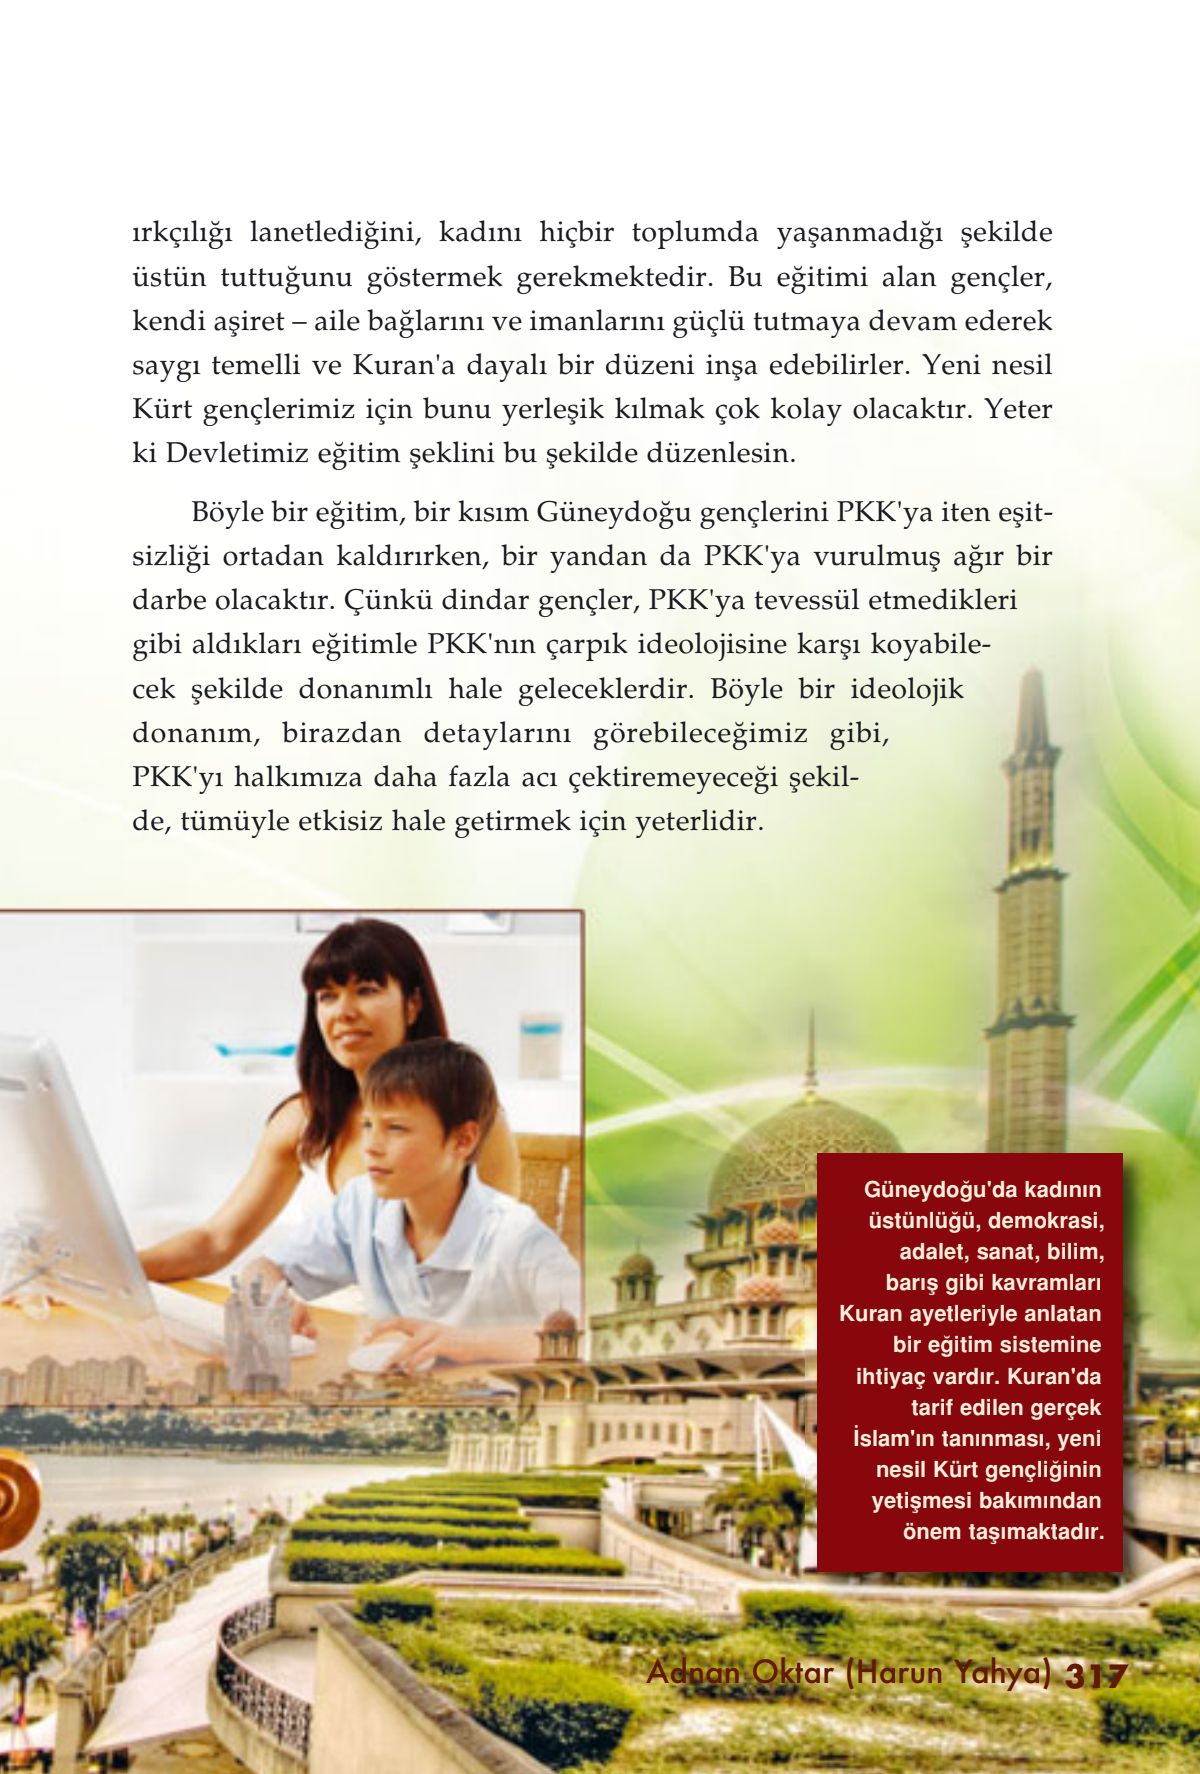 ırkçılığı lanetlediğini, kadını hiçbir toplumda yaşanmadığı şekilde
üstün tuttuğunu göstermek gerekmektedir. Bu eğitimi alan gençler,
kendi aşiret – aile bağlarını ve imanlarını güçlü tutmaya devam ederek
saygı temelli ve Kuran'a dayalı bir düzeni inşa edebilirler. Yeni nesil
Kürt gençlerimiz için bunu yerleşik kılmak çok kolay olacaktır. Yeter
ki Devletimiz eğitim şeklini bu şekilde düzenlesin.
Böyle bir eğitim, bir kısım Güneydoğu gençlerini PKK'ya iten eşit-
sizliği ortadan kaldırırken, bir yandan da PKK'ya vurulmuş ağır bir
darbe olacaktır. Çünkü dindar gençler, PKK'ya tevessül etmedikleri
gibi aldıkları eğitimle PKK'nın çarpık ideolojisine karşı koyabile-
cek şekilde donanımlı hale geleceklerdir. Böyle bir ideolojik
donanım, birazdan detaylarını görebileceğimiz gibi,
PKK'yı halkımıza daha fazla acı çektiremeyeceği şekil-
de, tümüyle etkisiz hale getirmek için yeterlidir.
Güneydoğu'da kadının
üstünlüğü, demokrasi,
adalet, sanat, bilim,
barış gibi kavramları
Kuran ayetleriyle anlatan
bir eğitim sistemine
ihtiyaç vardır. Kuran'da
tarif edilen gerçek
İslam'ın tanınması, yeni
nesil Kürt gençliğinin
yetişmesi bakımından
önem taşımaktadır.
Adnan Oktar (Harun Yahya) 317